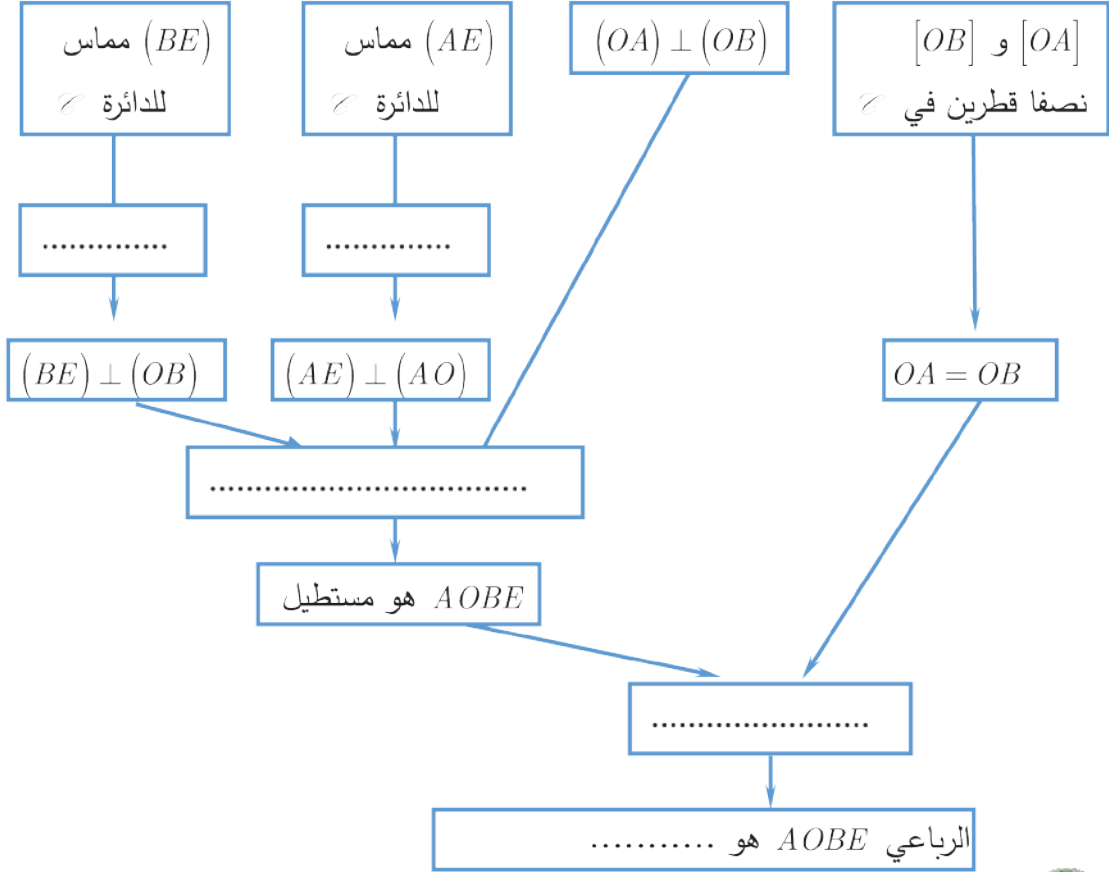 [OA] و [OB]
نصفا قطرين في 𝒞
(OA) ⊥ (OB)
(AE) مماس
للدائرة 𝒞
(BE) مماس
للدائرة 𝒞
..............
..............
OA = OB
(AE) ⊥ (AO)
(BE) ⊥ (OB)
...................................
AOBE هو مستطيل
........................
الرباعي AOBE هو ...........